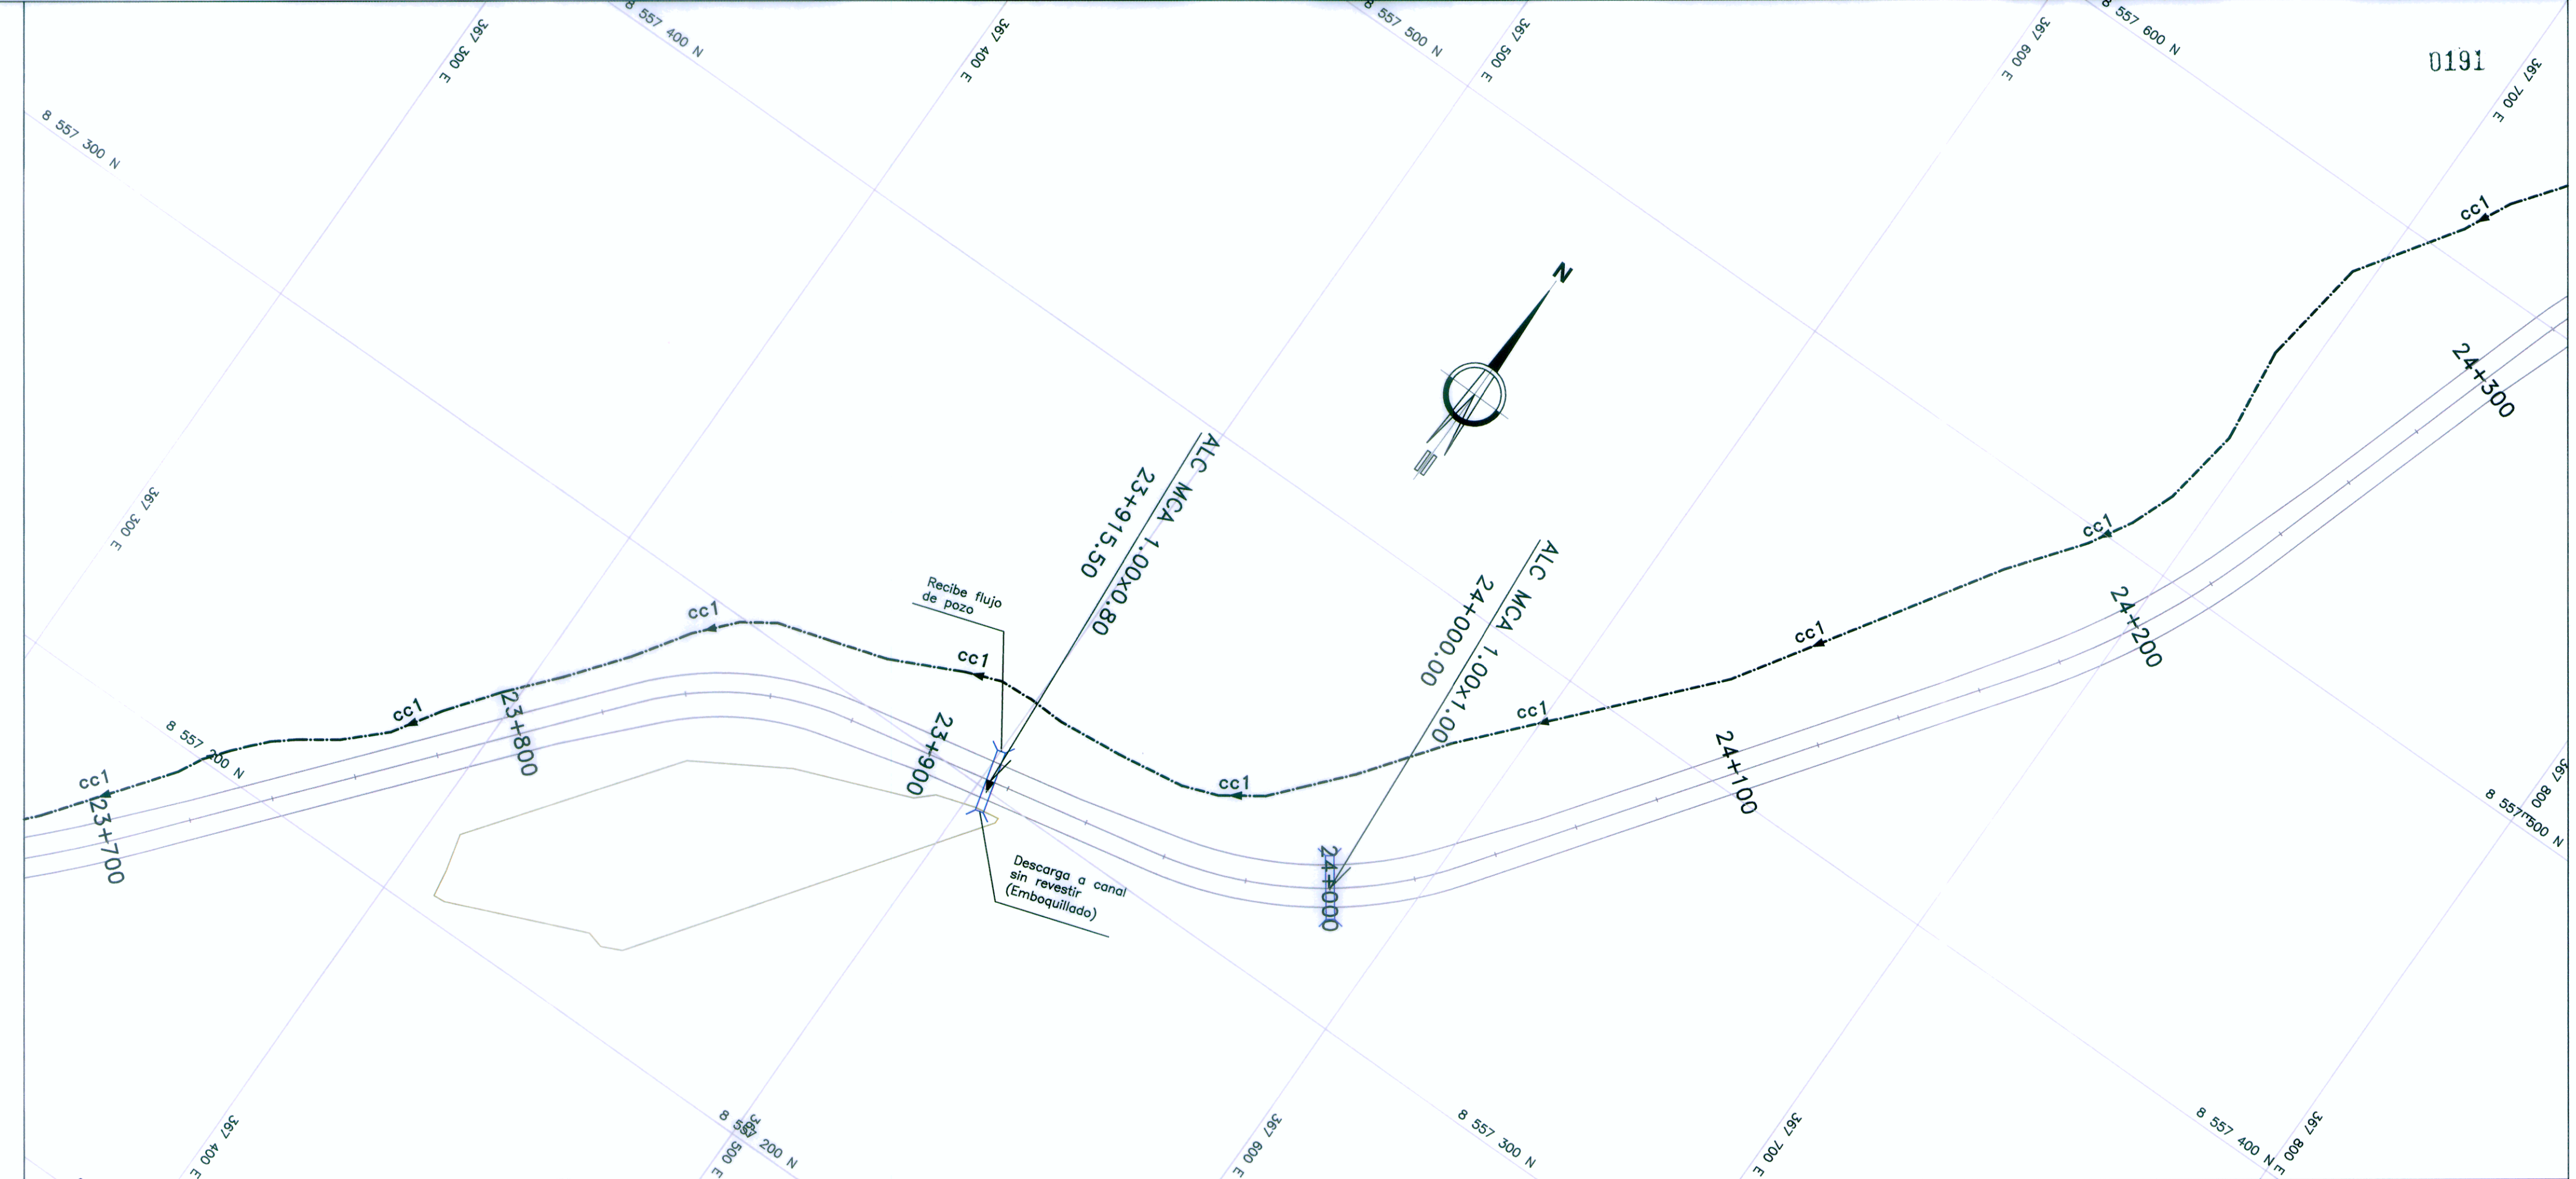 367 300 E
8 557 400 N
367 400 E
8 557 500 N
367 500 E
367 600 E
8 557 600 N
367 700 E
0191
8 557 300 N
cc1
N
24+300
ALC MCA 1.00x0.80
23+915.50
367 300 E
cc1
ALC MCA 1.00x1.00
24+000.00
Recibe flujo
de pozo
cc1
24+200
cc1
cc1
cc1
cc1
23+800
23+900
cc1
24+100
8 557 200 N
cc1
23+700
367 800 E
8 557 500 N
24+000
Descarga a canal
sin revestir
(Emboquillado)
367 400 E
8 557 200 N
367 500 E
367 600 E
8 557 300 N
367 700 E
8 557 400 N
367 800 E